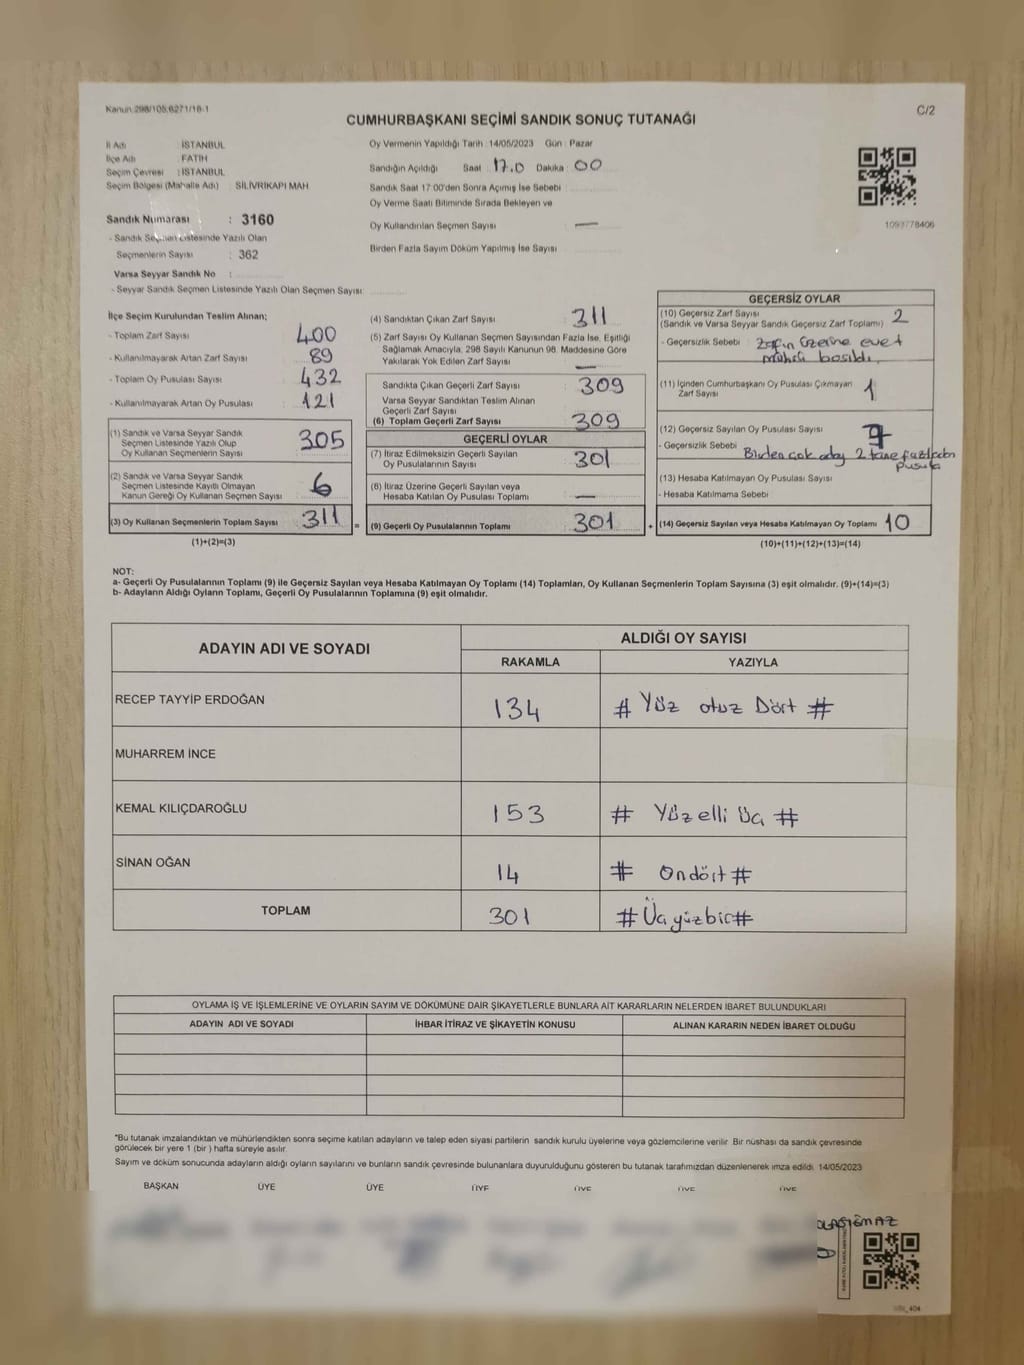 Kanun 298/105,6271/18-1
C/2
CUMHURBAŞKANI SEÇİMİ SANDIK SONUÇ TUTANAĞI
İl Adı : İSTANBUL
İlçe Adı : FATİH
Seçim Çevresi : İSTANBUL
Seçim Bölgesi (Mahalle Adı) : SİLİVRİKAPI MAH
Sandık Numarası : 3160
- Sandık Seçmen Listesinde Yazılı Olan
Seçmenlerin Sayısı : 362
Varsa Seyyar Sandık No :
- Seyyar Sandık Seçmen Listesinde Yazılı Olan Seçmen Sayısı:
Oy Vermenin Yapıldığı Tarih : 14/05/2023 Gün : Pazar
Sandığın Açıldığı Saat : 17.0 Dakika : 00
Sandık Saat 17:00'den Sonra Açmış İse Sebebi
Oy Verme Saati Bitiminde Sırada Bekleyen ve
Oy Kullandırılan Seçmen Sayısı : —
Birden Fazla Sayım Döküm Yapılmış İse Sayısı :
1093778406
İlçe Seçim Kurulundan Teslim Alınan;
- Toplam Zarf Sayısı : 400
- Kullanılmayarak Artan Zarf Sayısı : 89
- Toplam Oy Pusulası Sayısı : 432
- Kullanılmayarak Artan Oy Pusulası : 121
(1) Sandık ve Varsa Seyyar Sandık
Seçmen Listesinde Yazılı Olup
Oy Kullanan Seçmenlerin Sayısı : 305
(2) Sandık ve Varsa Seyyar Sandık
Seçmen Listesinde Kayıtlı Olmayan
Kanun Gereği Oy Kullanan Seçmen Sayısı : 6
(3) Oy Kullanan Seçmenlerin Toplam Sayısı : 311
(1)+(2)=(3)
(4) Sandıktan Çıkan Zarf Sayısı : 311
(5) Zarf Sayısı Oy Kullanan Seçmen Sayısından Fazla İse, Eşitliği
Sağlamak Amacıyla, 298 Sayılı Kanunun 98. Maddesine Göre
Yakılarak Yok Edilen Zarf Sayısı : —
Sandıkta Çıkan Geçerli Zarf Sayısı : 309
Varsa Seyyar Sandıktan Teslim Alınan
Geçerli Zarf Sayısı
(6) Toplam Geçerli Zarf Sayısı : 309
GEÇERLİ OYLAR
(7) İtiraz Edilmeksizin Geçerli Sayılan
Oy Pusulalarının Sayısı : 301
(8) İtiraz Üzerine Geçerli Sayılan veya
Hesaba Katılan Oy Pusulası Toplamı : —
= (9) Geçerli Oy Pusulalarının Toplamı : 301
GEÇERSİZ OYLAR
(10) Geçersiz Zarf Sayısı
(Sandık ve Varsa Seyyar Sandık Geçersiz Zarf Toplamı) : 2
- Geçersizlik Sebebi : Zarfın üzerine evet
mührü basıldı.
(11) İçinden Cumhurbaşkanı Oy Pusulası Çıkmayan
Zarf Sayısı : 1
(12) Geçersiz Sayılan Oy Pusulası Sayısı : 7
- Geçersizlik Sebebi : Birden çok aday 2 tane fazladan
pusula
(13) Hesaba Katılmayan Oy Pusulası Sayısı
- Hesaba Katılmama Sebebi
+ (14) Geçersiz Sayılan veya Hesaba Katılmayan Oy Toplamı : 10
(10)+(11)+(12)+(13)=(14)
NOT:
a- Geçerli Oy Pusulalarının Toplamı (9) ile Geçersiz Sayılan veya Hesaba Katılmayan Oy Toplamı (14) Toplamları, Oy Kullanan Seçmenlerin Toplam Sayısına (3) eşit olmalıdır. (9)+(14)=(3)
b- Adayların Aldığı Oyların Toplamı, Geçerli Oy Pusulalarının Toplamına (9) eşit olmalıdır.
ADAYIN ADI VE SOYADI
ALDIĞI OY SAYISI
RAKAMLA YAZIYLA
RECEP TAYYİP ERDOĞAN 134 # Yüz otuz Dört #
MUHARREM İNCE
KEMAL KILIÇDAROĞLU 153 # Yüz elli Üç #
SİNAN OĞAN 14 # Ondört #
TOPLAM 301 # Üçyüzbir #
OYLAMA İŞ VE İŞLEMLERİNE VE OYLARIN SAYIM VE DÖKÜMÜNE DAİR ŞİKAYETLERLE BUNLARA AİT KARARLARIN NELERDEN İBARET BULUNDUKLARI
ADAYIN ADI VE SOYADI İHBAR İTİRAZ VE ŞİKAYETİN KONUSU ALINAN KARARIN NEDEN İBARET OLDUĞU
"Bu tutanak imzalandıktan ve mühürlendikten sonra seçime katılan adayların ve talep eden siyasi partilerin sandık kurulu üyelerine veya gözlemcilerine verilir. Bir nüshası da sandık çevresinde
görülecek bir yere 1 (bir ) hafta süreyle asılır.
Sayım ve döküm sonucunda adayların aldığı oyların sayılarını ve bunların sandık çevresinde bulunanlara duyurulduğunu gösteren bu tutanak tarafımızdan düzenlenerek imza edildi. 14/05/2023
BAŞKAN ÜYE ÜYE ÜYE ÜYE ÜYE ÜYE